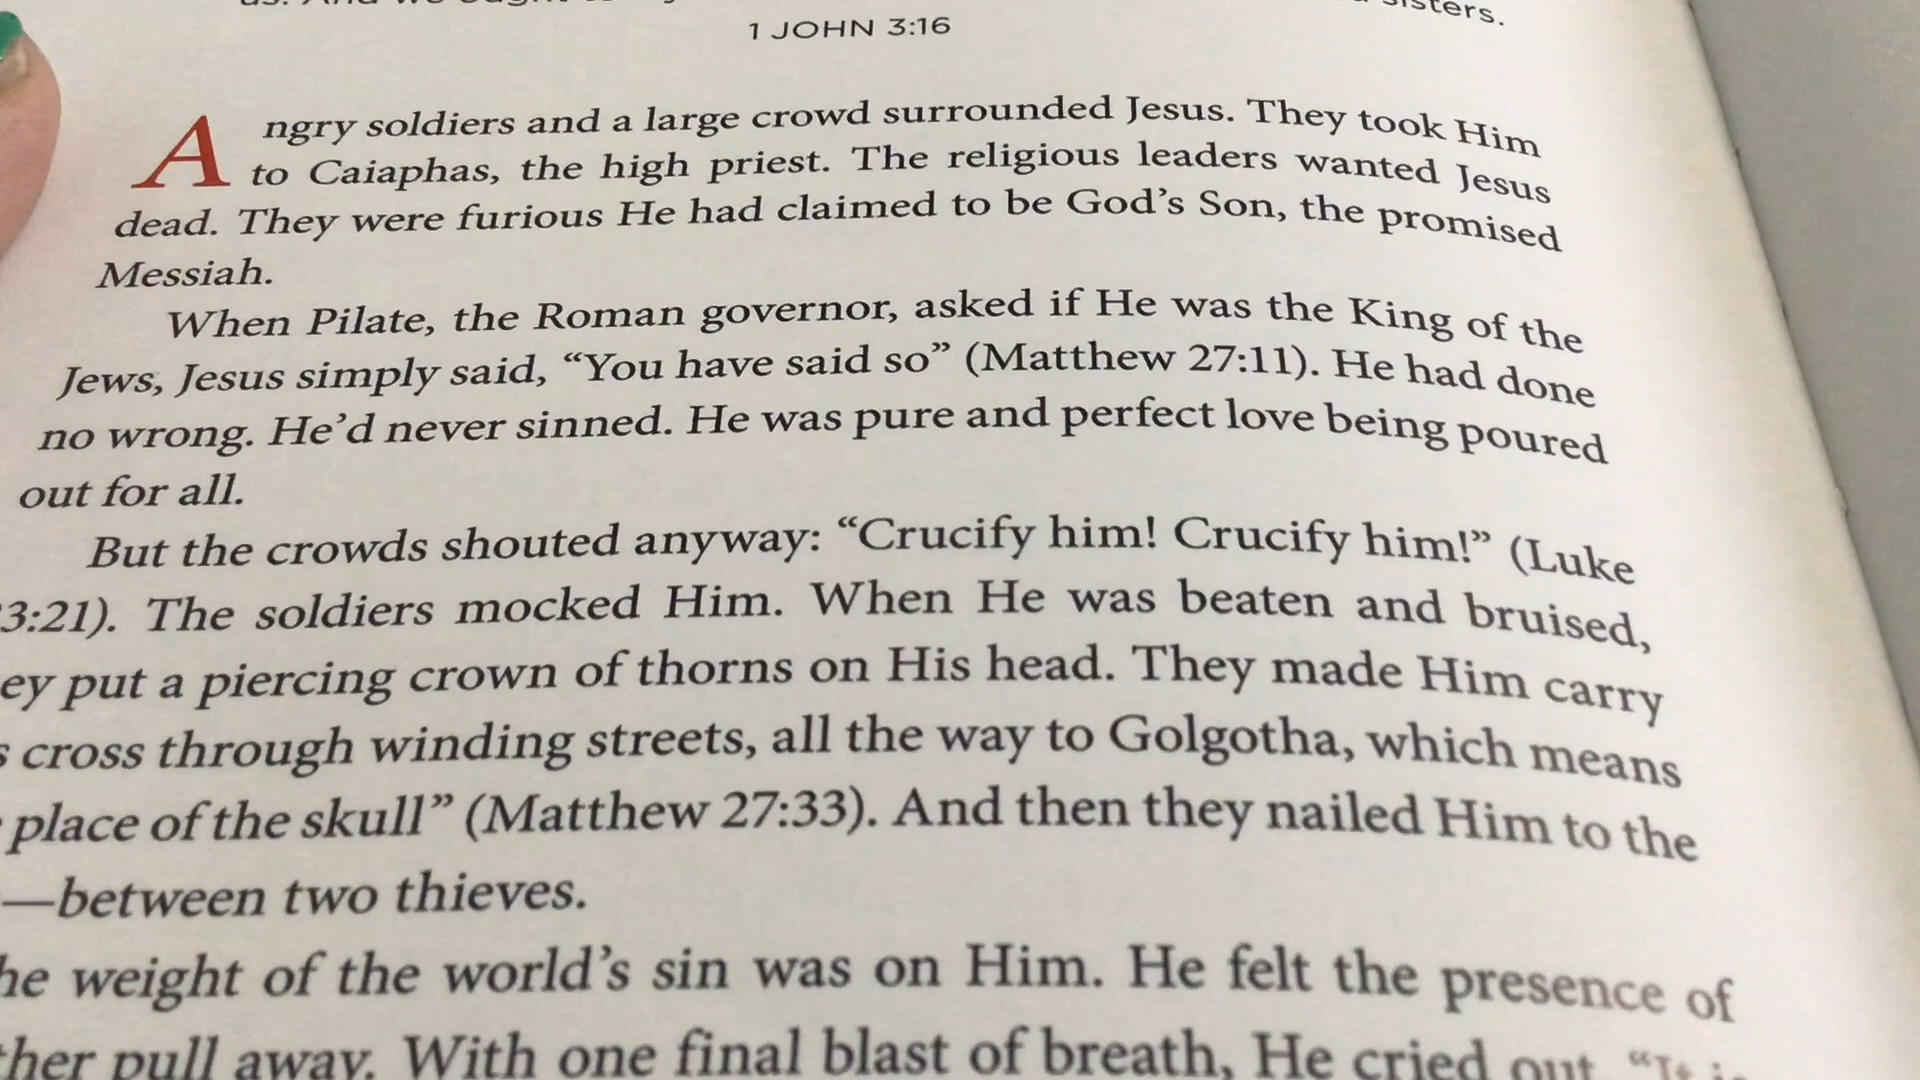 sisters.
1 JOHN 3:16
Angry soldiers and a large crowd surrounded Jesus. They took Him
to Caiaphas, the high priest. The religious leaders wanted Jesus
dead. They were furious He had claimed to be God’s Son, the promised
Messiah.
When Pilate, the Roman governor, asked if He was the King of the
Jews, Jesus simply said, “You have said so” (Matthew 27:11). He had done
no wrong. He’d never sinned. He was pure and perfect love being poured
out for all.
But the crowds shouted anyway: “Crucify him! Crucify him!” (Luke
3:21). The soldiers mocked Him. When He was beaten and bruised,
ey put a piercing crown of thorns on His head. They made Him carry
s cross through winding streets, all the way to Golgotha, which means
place of the skull” (Matthew 27:33). And then they nailed Him to the
—between two thieves.
he weight of the world’s sin was on Him. He felt the presence of
ther pull away. With one final blast of breath, He cried out, “It